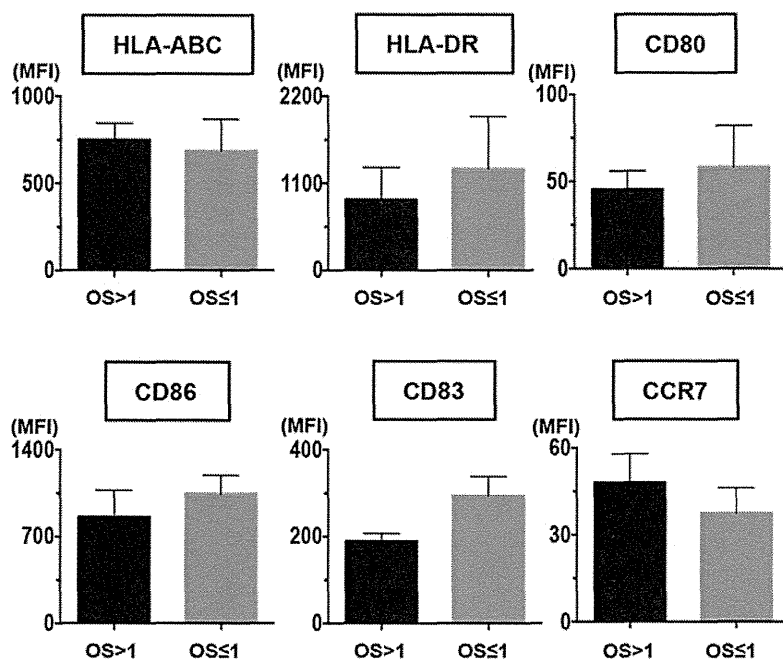 HLA-ABC
HLA-DR
CD80
(MFI)
(MFI)
(MFI)
1000
500
0
2200
1100
0
100
50
0
OS>1
OS≤1
OS>1
OS≤1
OS>1
OS≤1
CD86
CD83
CCR7
(MFI)
(MFI)
(MFI)
1400
700
0
400
200
0
60
30
0
OS>1
OS≤1
OS>1
OS≤1
OS>1
OS≤1